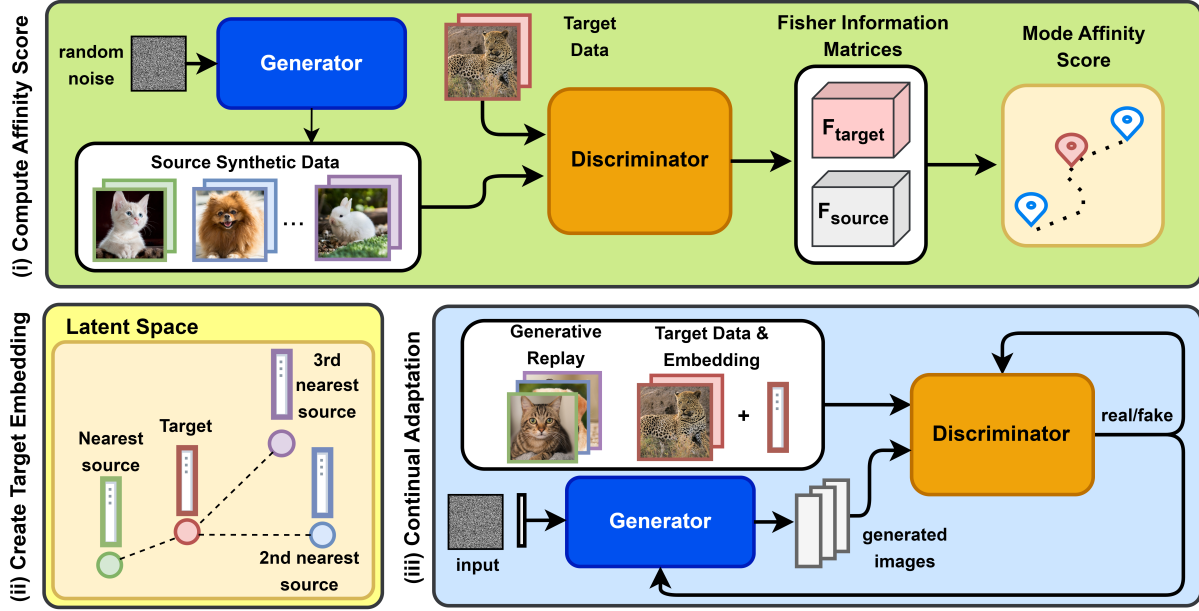 (i) Compute Affinity Score
random
noise
Generator
Target
Data
Source Synthetic Data
...
Discriminator
Fisher Information
Matrices
Ftarget
Fsource
Mode Affinity
Score
(ii) Create Target Embedding
Latent Space
Nearest
source
Target
3rd
nearest
source
2nd nearest
source
(iii) Continual Adaptation
Generative
Replay
Target Data &
Embedding
+
Discriminator
real/fake
input
Generator
generated
images